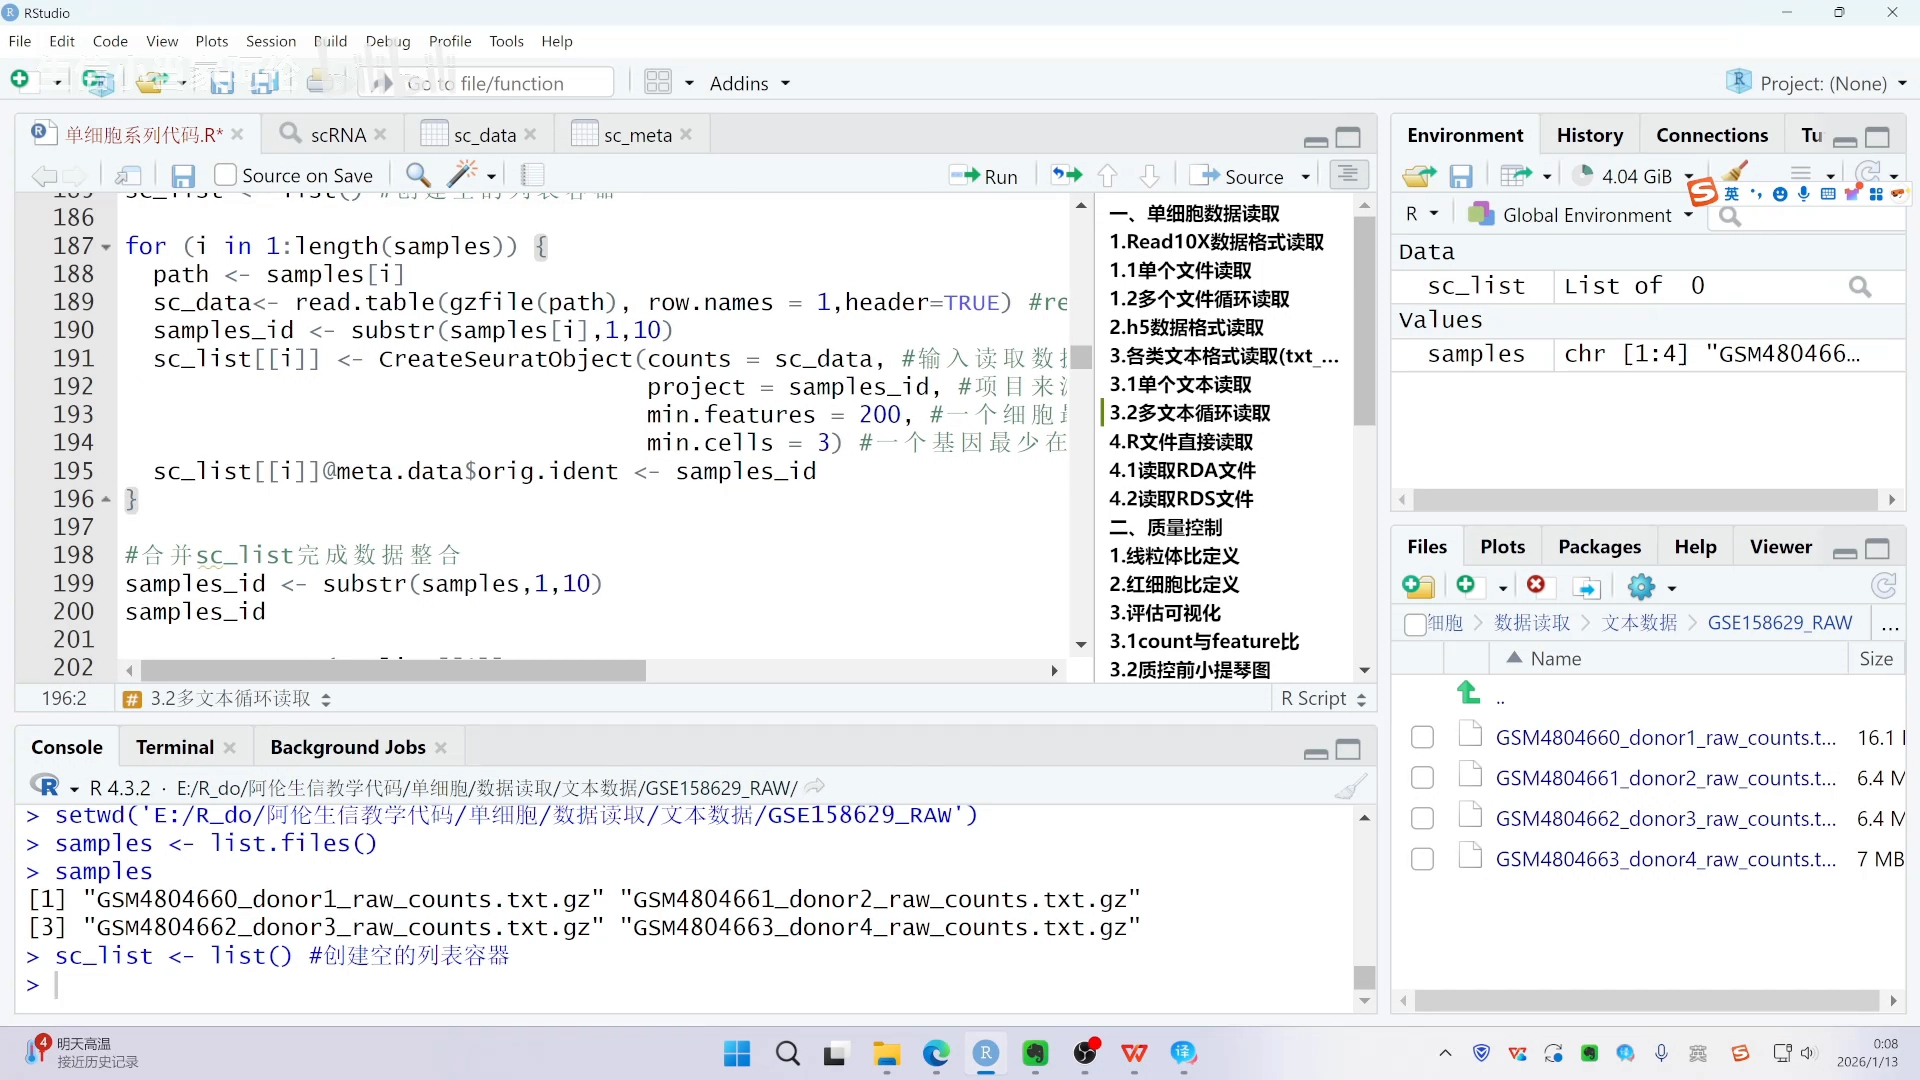 RStudio
File Edit Code View Plots Session Build Debug Profile Tools Help
Go to file/function
Addins
Project: (None)
单细胞系列代码.R*
scRNA
sc_data
sc_meta
Source on Save
Run
Source
186
187 for (i in 1:length(samples)) {
188 path <- samples[i]
189 sc_data<- read.table(gzfile(path), row.names = 1,header=TRUE) #re
190 samples_id <- substr(samples[i],1,10)
191 sc_list[[i]] <- CreateSeuratObject(counts = sc_data, #输入读取数据
192 project = samples_id, #项目来
193 min.features = 200, #一个细胞
194 min.cells = 3) #一个基因最少在
195 sc_list[[i]]@meta.data$orig.ident <- samples_id
196 }
197
198 #合并sc_list完成数据整合
199 samples_id <- substr(samples,1,10)
200 samples_id
201
202
196:2
# 3.2多文本循环读取
R Script
一、单细胞数据读取
1.Read10X数据格式读取
1.1单个文件读取
1.2多个文件循环读取
2.h5数据格式读取
3.各类文本格式读取(txt_...
3.1单个文本读取
3.2多文本循环读取
4.R文件直接读取
4.1读取RDA文件
4.2读取RDS文件
二、质量控制
1.线粒体比定义
2.红细胞比定义
3.评估可视化
3.1count与feature比
3.2质控前小提琴图
Console Terminal Background Jobs
R 4.3.2 · E:/R_do/阿伦生信教学代码/单细胞/数据读取/文本数据/GSE158629_RAW/
> setwd('E:/R_do/阿伦生信教学代码/单细胞/数据读取/文本数据/GSE158629_RAW')
> samples <- list.files()
> samples
[1] "GSM4804660_donor1_raw_counts.txt.gz" "GSM4804661_donor2_raw_counts.txt.gz"
[3] "GSM4804662_donor3_raw_counts.txt.gz" "GSM4804663_donor4_raw_counts.txt.gz"
> sc_list <- list() #创建空的列表容器
>
Environment History Connections Tu
4.04 GiB
英
R Global Environment
Data
sc_list List of 0
Values
samples chr [1:4] "GSM480466...
Files Plots Packages Help Viewer
细胞 数据读取 文本数据 GSE158629_RAW ...
Name Size
..
GSM4804660_donor1_raw_counts.t... 16.1
GSM4804661_donor2_raw_counts.t... 6.4 M
GSM4804662_donor3_raw_counts.t... 6.4 M
GSM4804663_donor4_raw_counts.t... 7 MB
4
明天高温
接近历史记录
译
英
0:08
2026/1/13